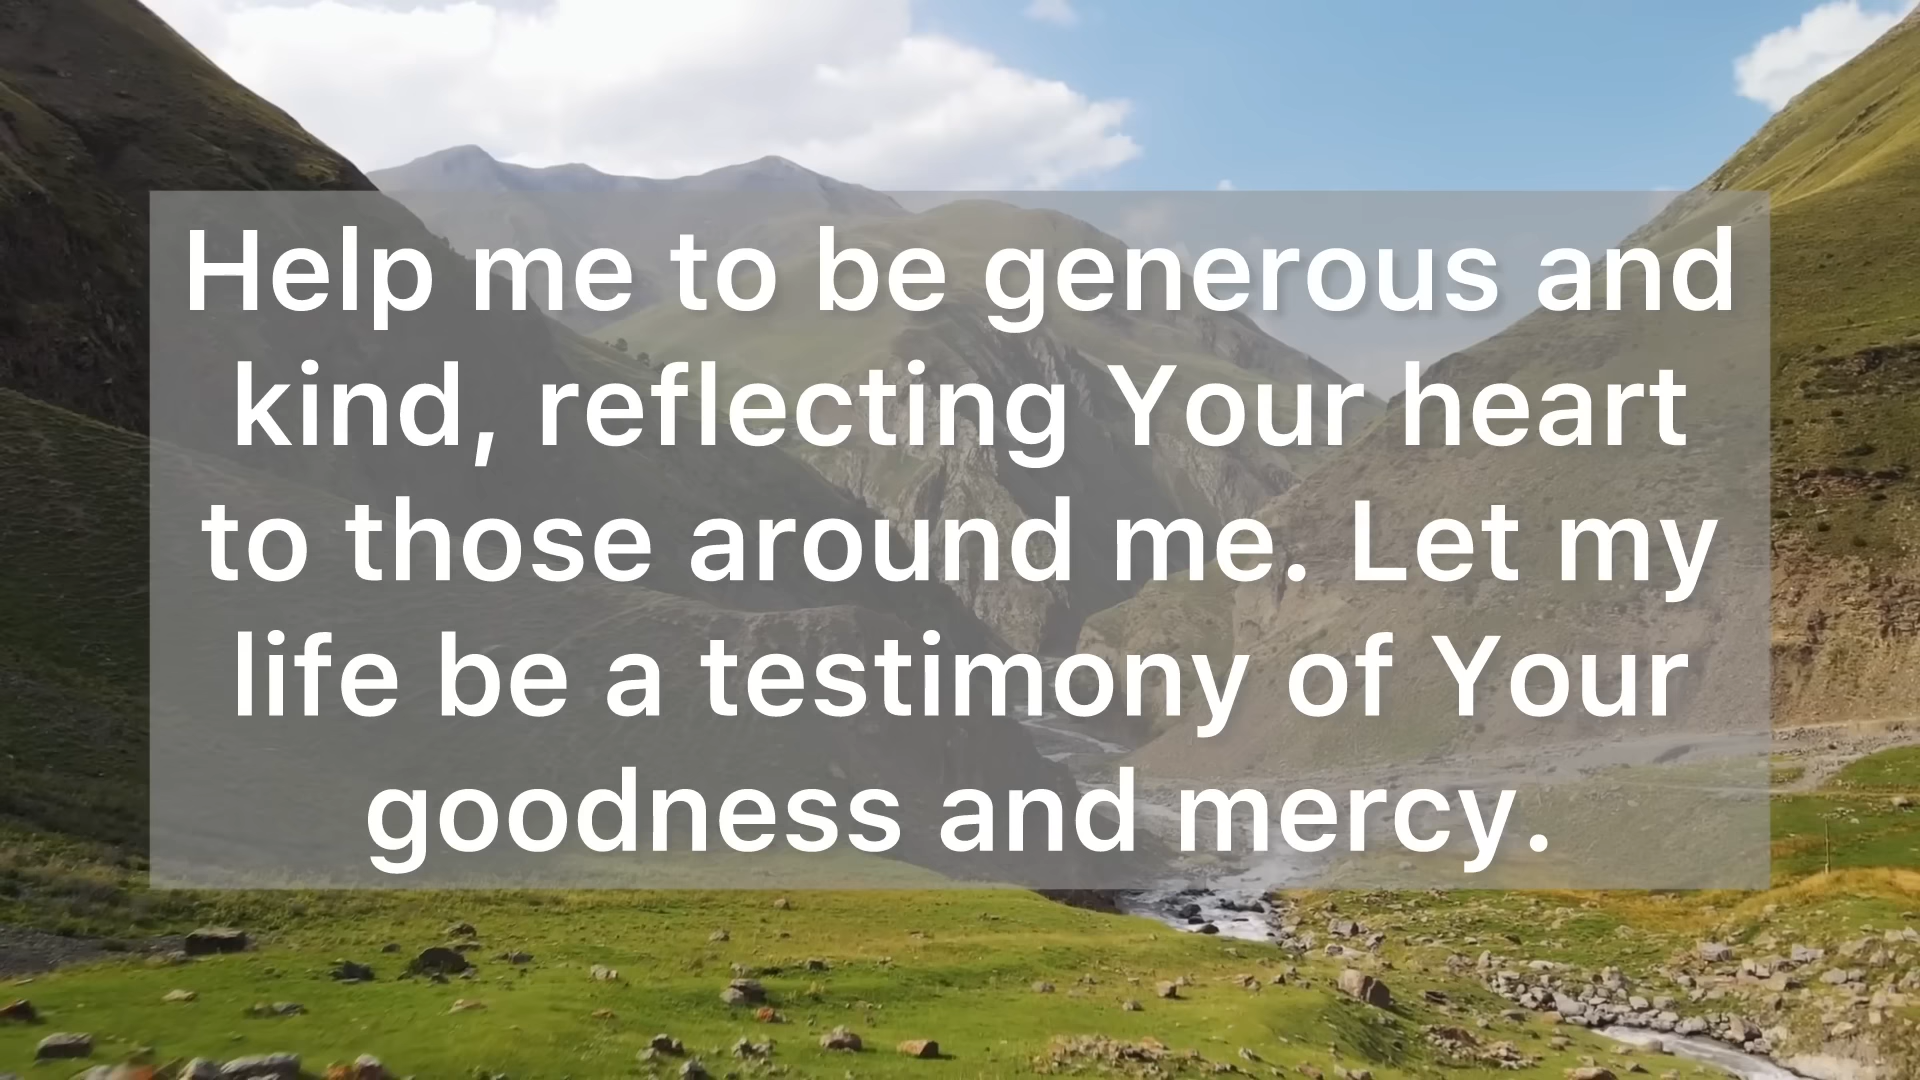 Help me to be generous and
kind, reflecting Your heart
to those around me. Let my
life be a testimony of Your
goodness and mercy.